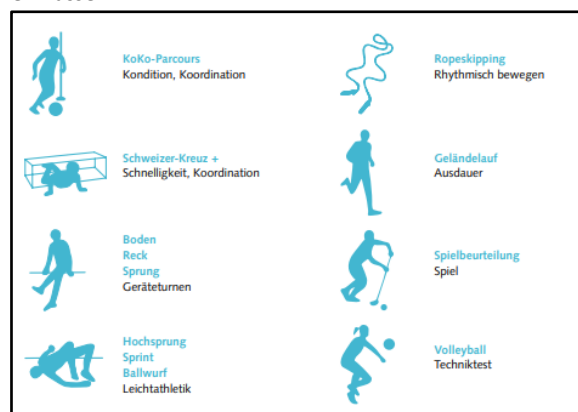 KoKo-Parcours
Kondition, Koordination
Schweizer-Kreuz +
Schnelligkeit, Koordination
Boden
Reck
Sprung
Geräteturnen
Hochsprung
Sprint
Ballwurf
Leichtathletik
Ropeskipping
Rhythmisch bewegen
Geländelauf
Ausdauer
Spielbeurteilung
Spiel
Volleyball
Techniktest